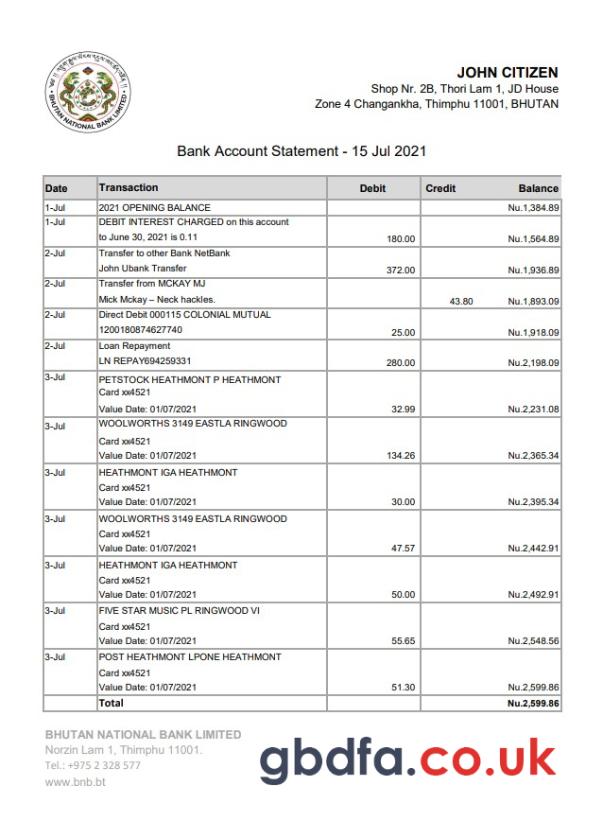 BHUTAN NATIONAL BANK LIMITED
JOHN CITIZEN
Shop Nr. 2B, Thori Lam 1, JD House
Zone 4 Changankha, Thimphu 11001, BHUTAN
Bank Account Statement - 15 Jul 2021
Date Transaction Debit Credit Balance
1-Jul 2021 OPENING BALANCE Nu.1,384.89
1-Jul DEBIT INTEREST CHARGED on this account
to June 30, 2021 is 0.11 180.00 Nu.1,564.89
2-Jul Transfer to other Bank NetBank
John Ubank Transfer 372.00 Nu.1,936.89
2-Jul Transfer from MCKAY MJ
Mick Mckay – Neck hackles. 43.80 Nu.1,893.09
2-Jul Direct Debit 000115 COLONIAL MUTUAL
1200180874627740 25.00 Nu.1,918.09
2-Jul Loan Repayment
LN REPAY694259331 280.00 Nu.2,198.09
3-Jul PETSTOCK HEATHMONT P HEATHMONT
Card xx4521
Value Date: 01/07/2021 32.99 Nu.2,231.08
3-Jul WOOLWORTHS 3149 EASTLA RINGWOOD
Card xx4521
Value Date: 01/07/2021 134.26 Nu.2,365.34
3-Jul HEATHMONT IGA HEATHMONT
Card xx4521
Value Date: 01/07/2021 30.00 Nu.2,395.34
3-Jul WOOLWORTHS 3149 EASTLA RINGWOOD
Card xx4521
Value Date: 01/07/2021 47.57 Nu.2,442.91
3-Jul HEATHMONT IGA HEATHMONT
Card xx4521
Value Date: 01/07/2021 50.00 Nu.2,492.91
3-Jul FIVE STAR MUSIC PL RINGWOOD VI
Card xx4521
Value Date: 01/07/2021 55.65 Nu.2,548.56
3-Jul POST HEATHMONT LPONE HEATHMONT
Card xx4521
Value Date: 01/07/2021 51.30 Nu.2,599.86
Total Nu.2,599.86
BHUTAN NATIONAL BANK LIMITED
Norzin Lam 1, Thimphu 11001.
Tel.: +975 2 328 577
www.bnb.bt
gbdfa.co.uk